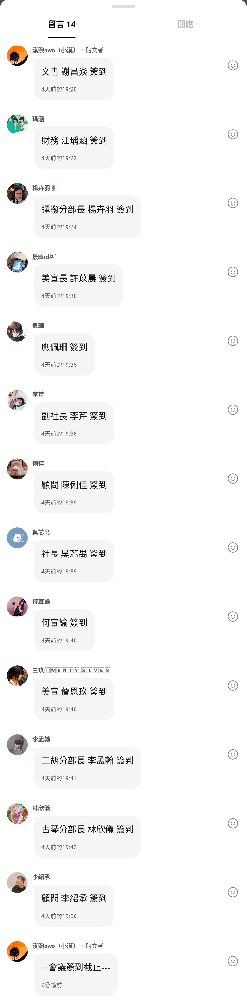 留言 14
回應
漠煦owo（小漠）・貼文者
文書 謝昌焱 簽到
4天前的19:20
瑀涵
財務 江瑀涵 簽到
4天前的19:23
楊卉羽🪻
彈撥分部長 楊卉羽 簽到
4天前的19:24
晨Bird⛧ˊ˗
美宣長 許苡晨 簽到
4天前的19:30
佩珊
應佩珊 簽到
4天前的19:35
李芹
副社長 李芹 簽到
4天前的19:38
俐佳
顧問 陳俐佳 簽到
4天前的19:39
吳芯禺
社長 吳芯禺 簽到
4天前的19:39
何宣諭
何宣諭 簽到
4天前的19:40
三玖🅃🅆🄴🄽🅃🅈 🅂🄴🅅🄴🄽
美宣 詹恩玖 簽到
4天前的19:40
李孟翰
二胡分部長 李孟翰 簽到
4天前的19:41
林欣儀
古琴分部長 林欣儀 簽到
4天前的19:42
李紹承
顧問 李紹承 簽到
4天前的19:56
漠煦owo（小漠）・貼文者
---會議簽到截止---
2分鐘前